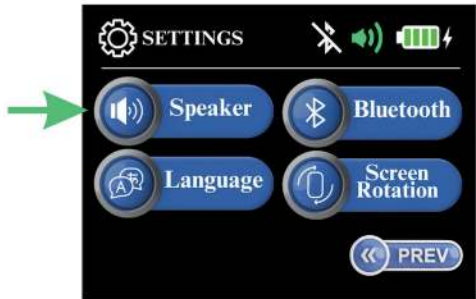 SETTINGS
Speaker
Bluetooth
Language
Screen
Rotation
PREV